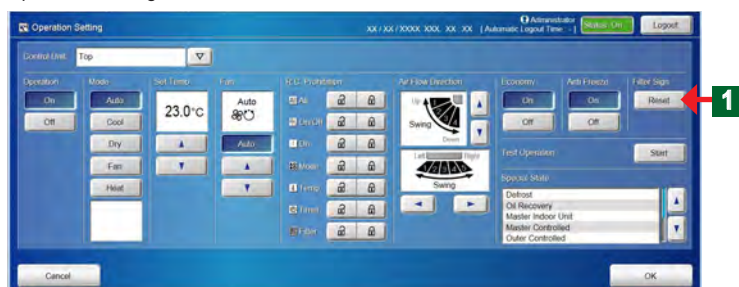 Operation Setting
XX / XX / XXXX XXX, XX XX
Administrator
( Automatic Logout Time : - )
Status: On
Logout
Control Unit
Top
Operation
On
Off
Mode
Auto
Cool
Dry
Fan
Heat
Set Temp.
23.0°C
Fan
Auto
Auto
R.C. Prohibition
All
On/Off
On
Mode
Temp
Timer
Filter
Air Flow Direction
Up
Swing
Down
Left
Right
Swing
Economy
On
Off
Anti Freeze
On
Off
Filter Sign
Reset
1
Test Operation
Start
Special State
Defrost
Oil Recovery
Master Indoor Unit
Master Controlled
Outer Controlled
Cancel
OK